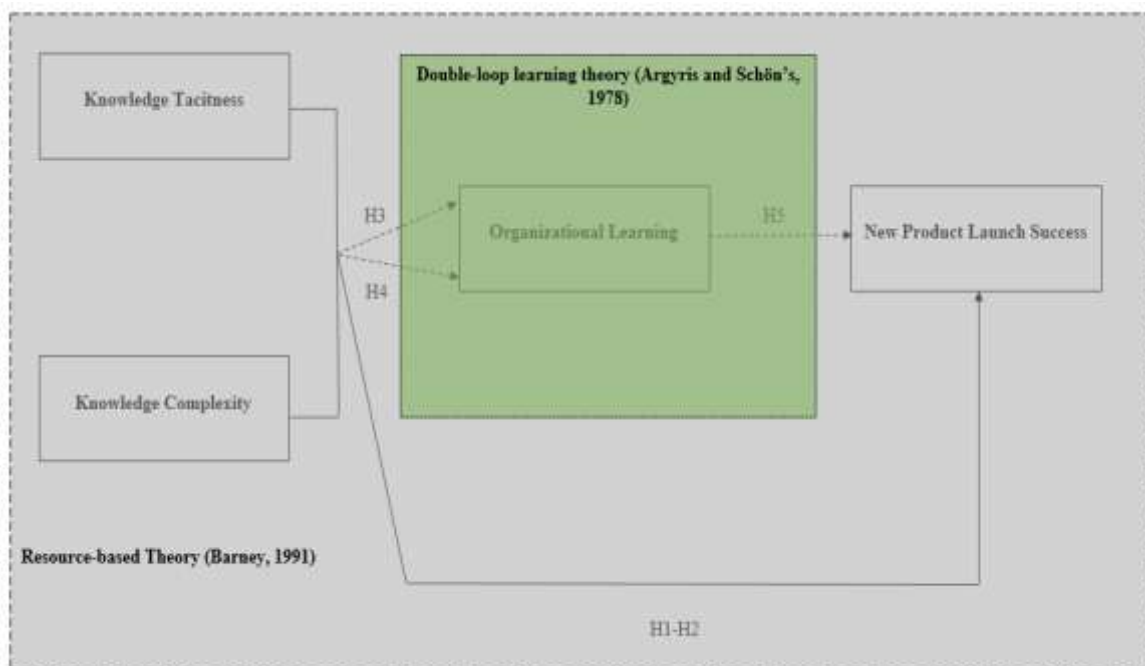 Knowledge Tacitness
Double-loop learning theory (Argyris and Schön’s,
1978)
H3
Organizational Learning
H5
New Product Launch Success
H4
Knowledge Complexity
Resource-based Theory (Barney, 1991)
H1-H2